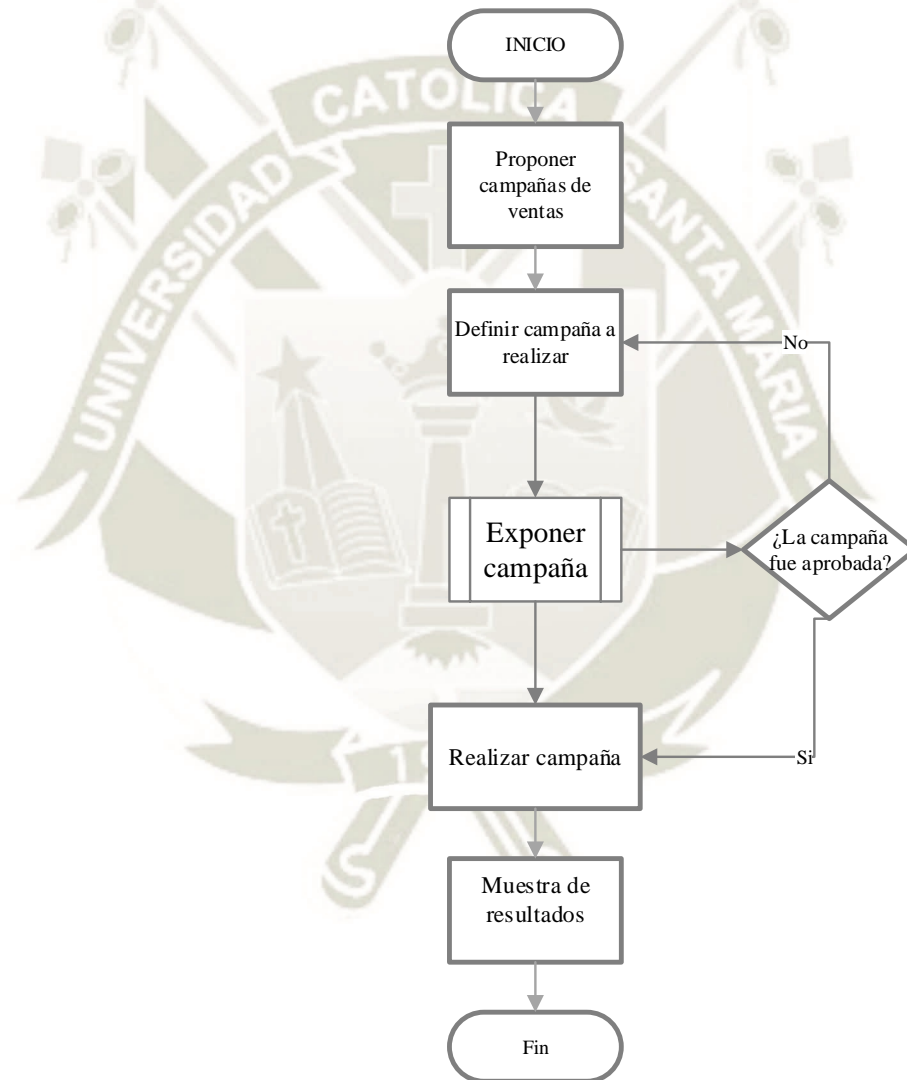 INICIO
UNIVERSIDAD CATOLICA SANTA MARIA
Proponer
campañas de
ventas
Definir campaña a
realizar
No
Exponer
campaña
¿La campaña
fue aprobada?
Realizar campaña
Si
Muestra de
resultados
Fin